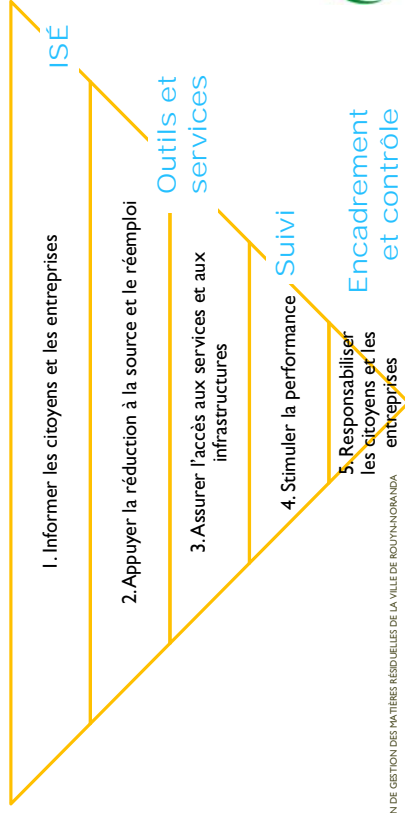 ISÉ
1. Informer les citoyens et les entreprises
2. Appuyer la réduction à la source et le réemploi
Outils et
services
3. Assurer l'accès aux services et aux
infrastructures
Suivi
4. Stimuler la performance
Encadrement
et contrôle
5. Responsabiliser
les citoyens et les
entreprises
N DE GESTION DES MATIÈRES RÉSIDUELLES DE LA VILLE DE ROUYN-NORANDA